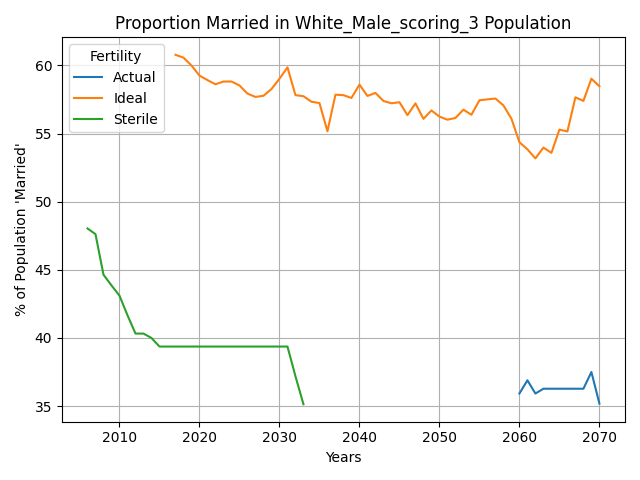 Proportion Married in White_Male_scoring_3 Population
Fertility
Actual
Ideal
Sterile
% of Population 'Married'
60
55
50
45
40
35
2010
2020
2030
2040
2050
2060
2070
Years